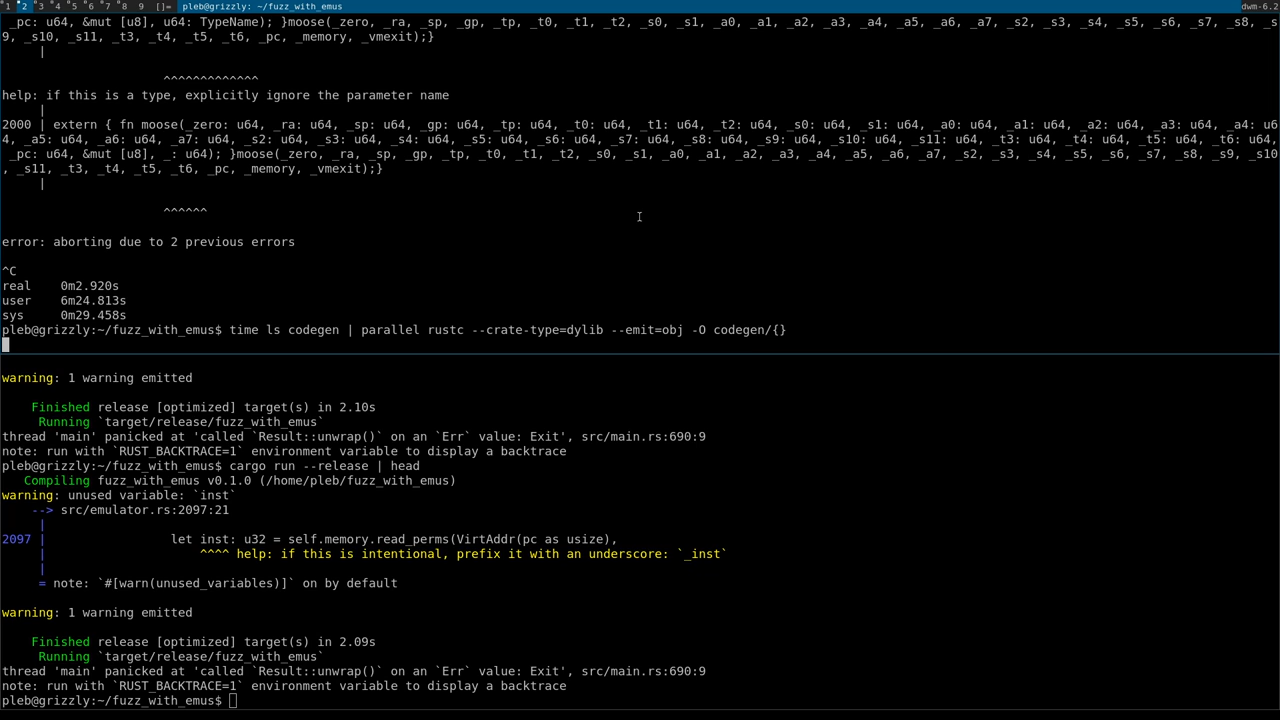 1 2 3 4 5 6 7 8 9 []= pleb@grizzly: ~/fuzz_with_emus dwm-6.2
_pc: u64, &mut [u8], u64: TypeName); }moose(_zero, _ra, _sp, _gp, _tp, _t0, _t1, _t2, _s0, _s1, _a0, _a1, _a2, _a3, _a4, _a5, _a6, _a7, _s2, _s3, _s4, _s5, _s6, _s7, _s8, _s
9, _s10, _s11, _t3, _t4, _t5, _t6, _pc, _memory, _vmexit);}
|
^^^^^^^^^^^^^
help: if this is a type, explicitly ignore the parameter name
|
2000 | extern { fn moose(_zero: u64, _ra: u64, _sp: u64, _gp: u64, _tp: u64, _t0: u64, _t1: u64, _t2: u64, _s0: u64, _s1: u64, _a0: u64, _a1: u64, _a2: u64, _a3: u64, _a4: u6
4, _a5: u64, _a6: u64, _a7: u64, _s2: u64, _s3: u64, _s4: u64, _s5: u64, _s6: u64, _s7: u64, _s8: u64, _s9: u64, _s10: u64, _s11: u64, _t3: u64, _t4: u64, _t5: u64, _t6: u64,
_pc: u64, &mut [u8], _: u64); }moose(_zero, _ra, _sp, _gp, _tp, _t0, _t1, _t2, _s0, _s1, _a0, _a1, _a2, _a3, _a4, _a5, _a6, _a7, _s2, _s3, _s4, _s5, _s6, _s7, _s8, _s9, _s10
, _s11, _t3, _t4, _t5, _t6, _pc, _memory, _vmexit);}
|
^^^^^^
error: aborting due to 2 previous errors
^C
real    0m2.920s
user    6m24.813s
sys     0m29.458s
pleb@grizzly:~/fuzz_with_emus$ time ls codegen | parallel rustc --crate-type=dylib --emit=obj -O codegen/{}
warning: 1 warning emitted
Finished release [optimized] target(s) in 2.10s
Running `target/release/fuzz_with_emus`
thread 'main' panicked at 'called `Result::unwrap()` on an `Err` value: Exit', src/main.rs:690:9
note: run with `RUST_BACKTRACE=1` environment variable to display a backtrace
pleb@grizzly:~/fuzz_with_emus$ cargo run --release | head
Compiling fuzz_with_emus v0.1.0 (/home/pleb/fuzz_with_emus)
warning: unused variable: `inst`
--> src/emulator.rs:2097:21
|
2097 | let inst: u32 = self.memory.read_perms(VirtAddr(pc as usize),
| ^^^^ help: if this is intentional, prefix it with an underscore: `_inst`
|
= note: `#[warn(unused_variables)]` on by default
warning: 1 warning emitted
Finished release [optimized] target(s) in 2.09s
Running `target/release/fuzz_with_emus`
thread 'main' panicked at 'called `Result::unwrap()` on an `Err` value: Exit', src/main.rs:690:9
note: run with `RUST_BACKTRACE=1` environment variable to display a backtrace
pleb@grizzly:~/fuzz_with_emus$